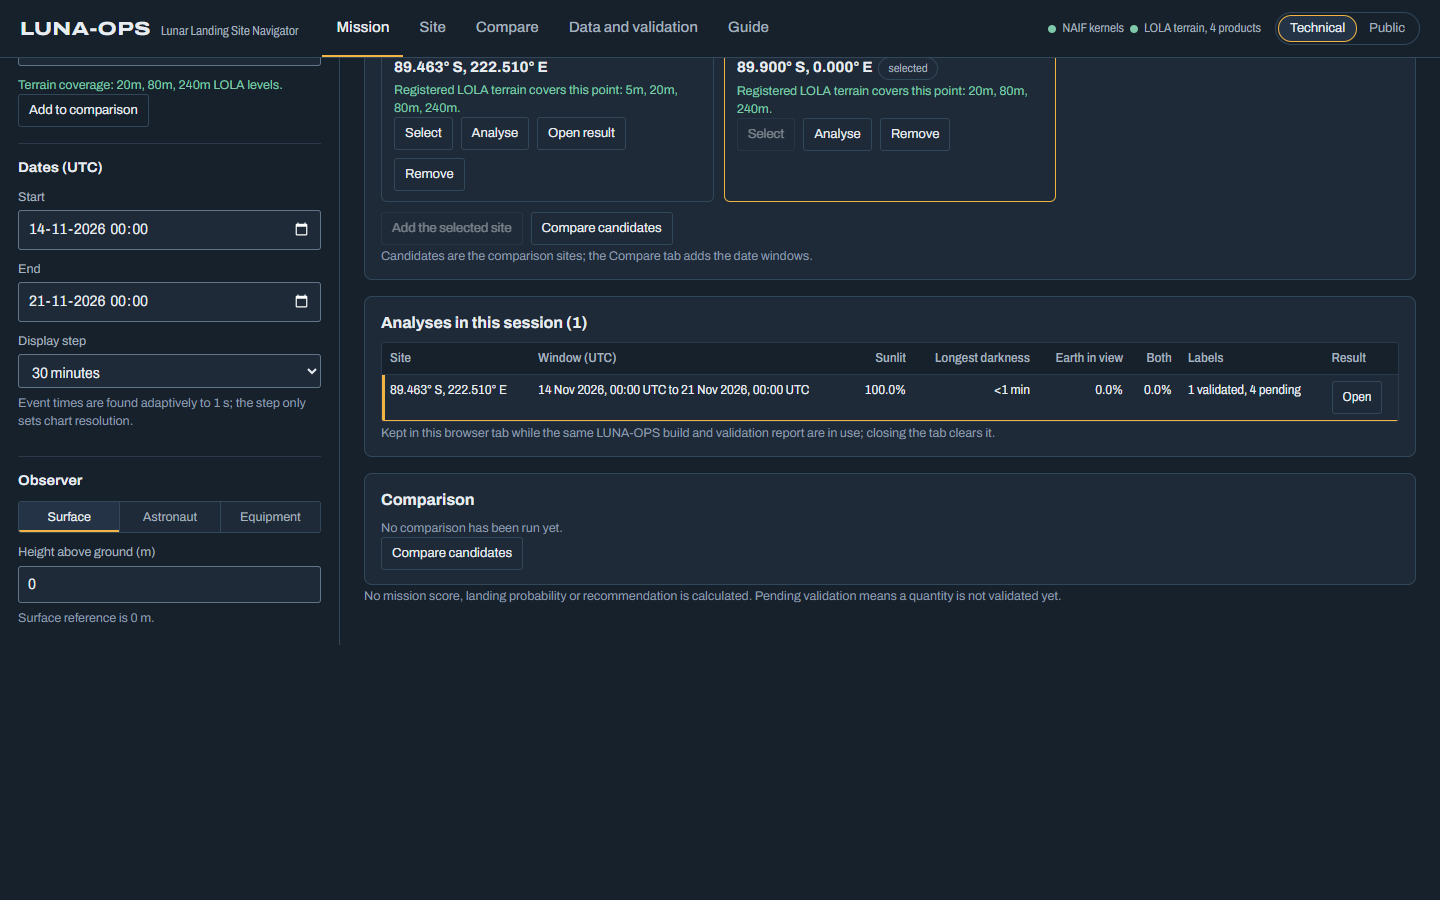 LUNA-OPS Lunar Landing Site Navigator Mission Site Compare Data and validation Guide NAIF kernels LOLA terrain, 4 products Technical Public
Terrain coverage: 20m, 80m, 240m LOLA levels.
Add to comparison
Dates (UTC)
Start
14-11-2026 00:00
End
21-11-2026 00:00
Display step
30 minutes
Event times are found adaptively to 1 s; the step only
sets chart resolution.
Observer
Surface Astronaut Equipment
Height above ground (m)
0
Surface reference is 0 m.
89.463° S, 222.510° E
Registered LOLA terrain covers this point: 5m, 20m,
80m, 240m.
Select Analyse Open result
Remove
89.900° S, 0.000° E selected
Registered LOLA terrain covers this point: 20m, 80m,
240m.
Select Analyse Remove
Add the selected site Compare candidates
Candidates are the comparison sites; the Compare tab adds the date windows.
Analyses in this session (1)
Site Window (UTC) Sunlit Longest darkness Earth in view Both Labels Result
89.463° S, 222.510° E 14 Nov 2026, 00:00 UTC to 21 Nov 2026, 00:00 UTC 100.0% <1 min 0.0% 0.0% 1 validated, 4 pending Open
Kept in this browser tab while the same LUNA-OPS build and validation report are in use; closing the tab clears it.
Comparison
No comparison has been run yet.
Compare candidates
No mission score, landing probability or recommendation is calculated. Pending validation means a quantity is not validated yet.